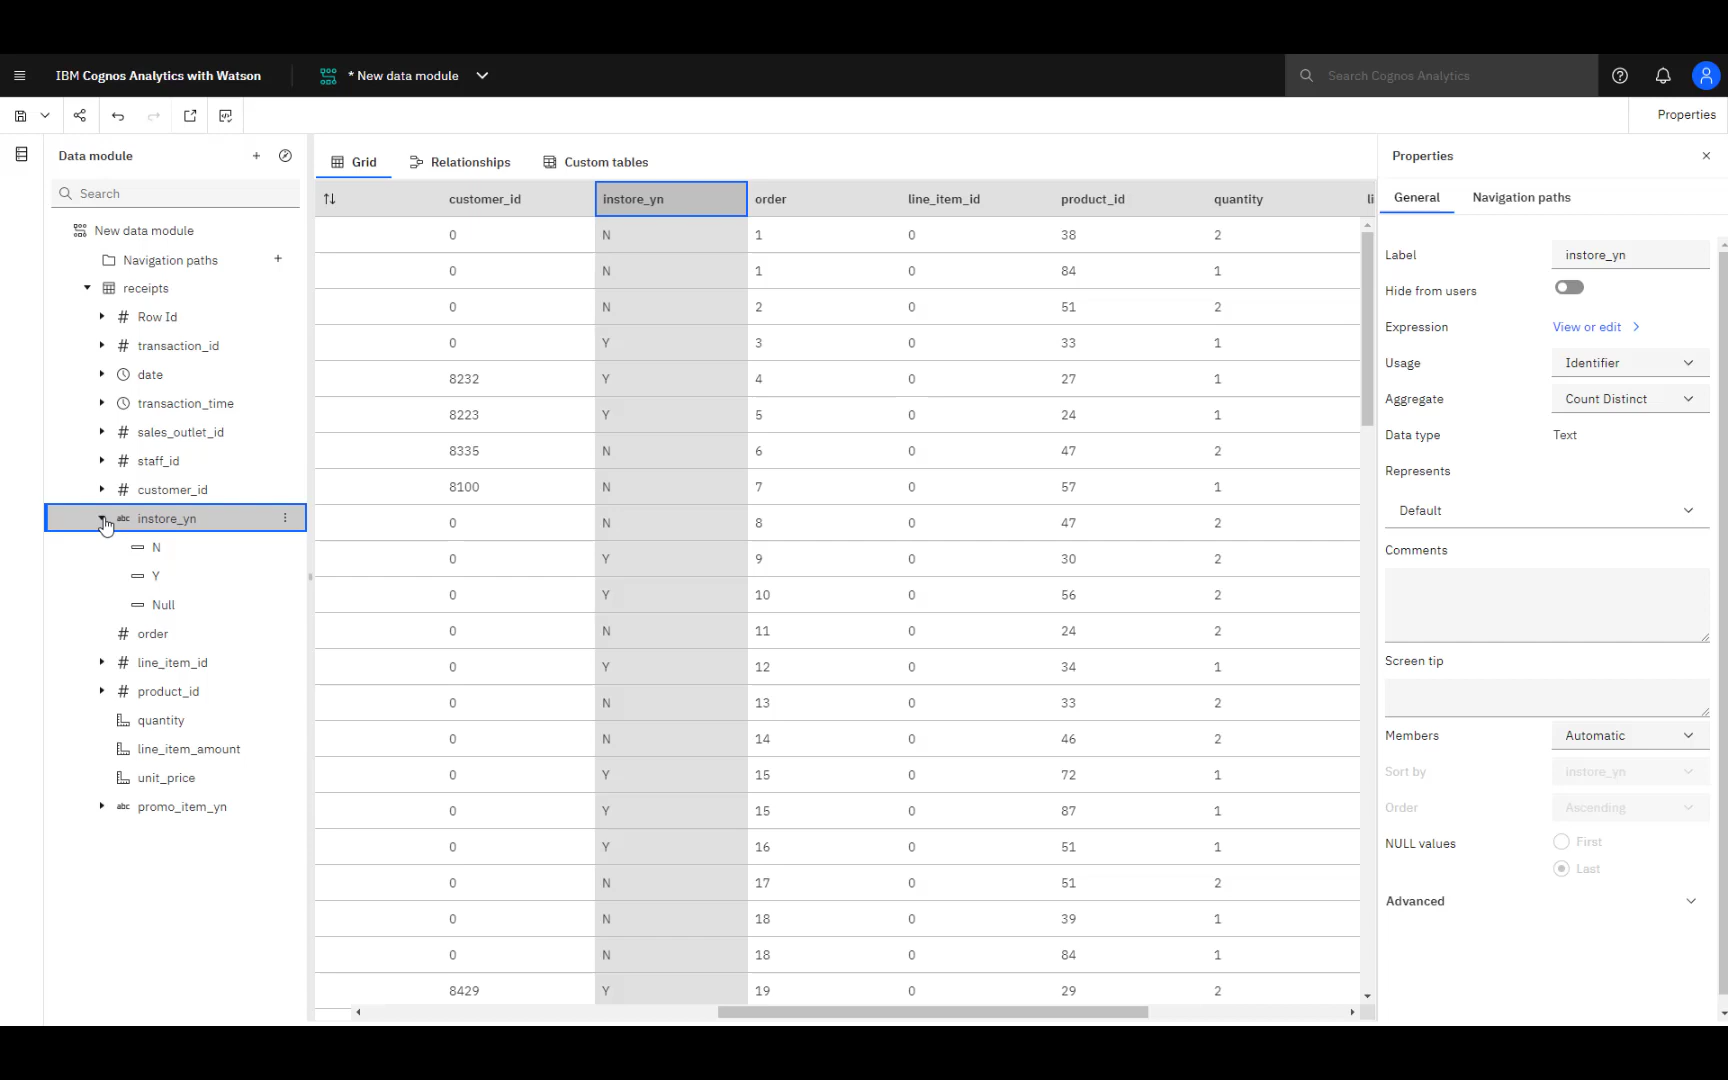 IBM Cognos Analytics with Watson
* New data module
Search Cognos Analytics
Properties
Data module
Search
New data module
Navigation paths
receipts
Row Id
transaction_id
date
transaction_time
sales_outlet_id
staff_id
customer_id
abc instore_yn
N
Y
Null
order
line_item_id
product_id
quantity
line_item_amount
unit_price
abc promo_item_yn
Grid Relationships Custom tables
customer_id instore_yn order line_item_id product_id quantity li
0 N 1 0 38 2
0 N 1 0 84 1
0 N 2 0 51 2
0 Y 3 0 33 1
8232 Y 4 0 27 1
8223 Y 5 0 24 1
8335 N 6 0 47 2
8100 N 7 0 57 1
0 N 8 0 47 2
0 Y 9 0 30 2
0 Y 10 0 56 2
0 N 11 0 24 2
0 Y 12 0 34 1
0 N 13 0 33 2
0 N 14 0 46 2
0 Y 15 0 72 1
0 Y 15 0 87 1
0 Y 16 0 51 1
0 N 17 0 51 2
0 N 18 0 39 1
0 N 18 0 84 1
8429 Y 19 0 29 2
Properties
General Navigation paths
Label instore_yn
Hide from users
Expression View or edit
Usage Identifier
Aggregate Count Distinct
Data type Text
Represents
Default
Comments
Screen tip
Members Automatic
Sort by instore_yn
Order Ascending
NULL values First
Last
Advanced